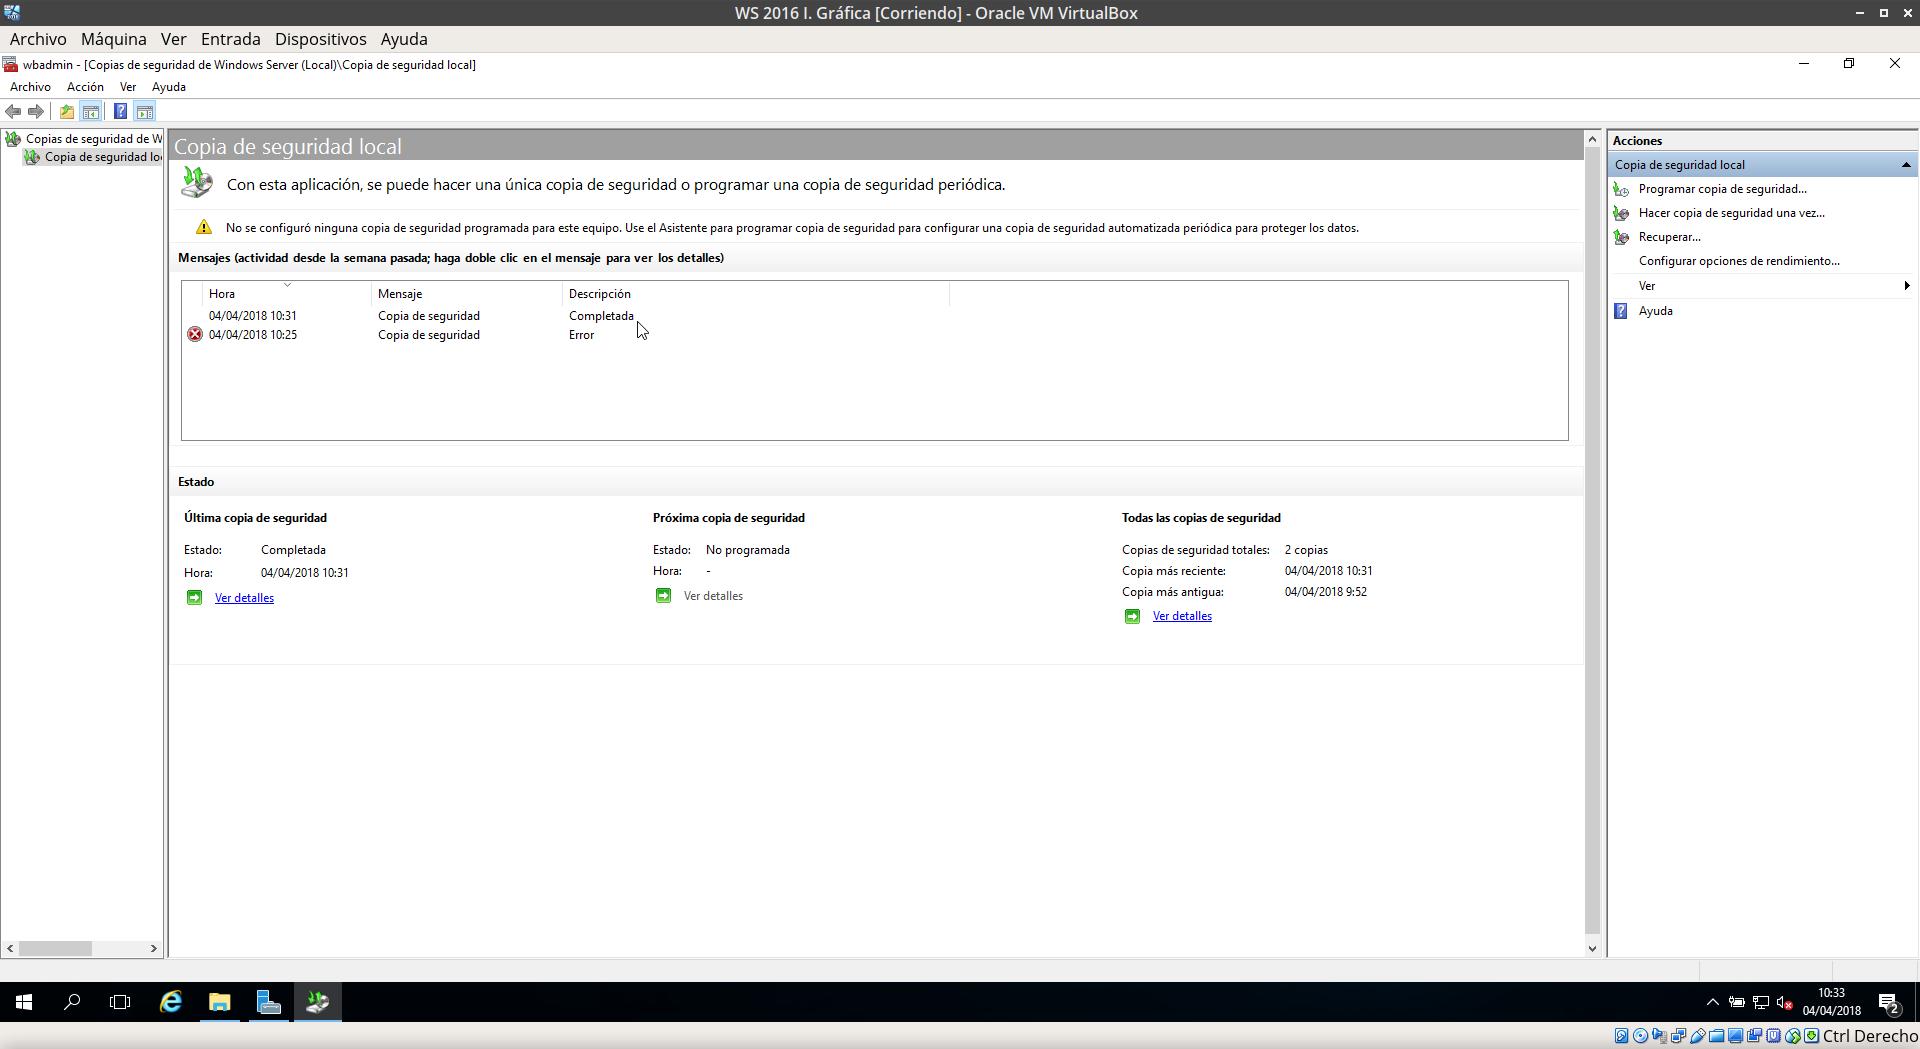 WS 2016 I. Gráfica [Corriendo] - Oracle VM VirtualBox
Archivo Máquina Ver Entrada Dispositivos Ayuda
wbadmin - [Copias de seguridad de Windows Server (Local)\Copia de seguridad local]
Archivo Acción Ver Ayuda
Copias de seguridad de W
Copia de seguridad lo
Copia de seguridad local
Con esta aplicación, se puede hacer una única copia de seguridad o programar una copia de seguridad periódica.
No se configuró ninguna copia de seguridad programada para este equipo. Use el Asistente para programar copia de seguridad para configurar una copia de seguridad automatizada periódica para proteger los datos.
Mensajes (actividad desde la semana pasada; haga doble clic en el mensaje para ver los detalles)
Hora Mensaje Descripción
04/04/2018 10:31 Copia de seguridad Completada
04/04/2018 10:25 Copia de seguridad Error
Estado
Última copia de seguridad
Estado: Completada
Hora: 04/04/2018 10:31
Ver detalles
Próxima copia de seguridad
Estado: No programada
Hora: -
Ver detalles
Todas las copias de seguridad
Copias de seguridad totales: 2 copias
Copia más reciente: 04/04/2018 10:31
Copia más antigua: 04/04/2018 9:52
Ver detalles
Acciones
Copia de seguridad local
Programar copia de seguridad...
Hacer copia de seguridad una vez...
Recuperar...
Configurar opciones de rendimiento...
Ver
Ayuda
10:33
04/04/2018
2
Ctrl Derecho